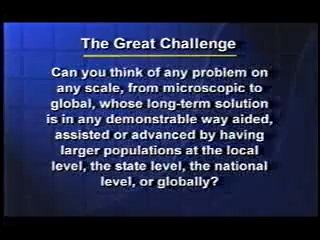 The Great Challenge
Can you think of any problem on
any scale, from microscopic to
global, whose long-term solution
is in any demonstrable way aided,
assisted or advanced by having
larger populations at the local
level, the state level, the national
level, or globally?